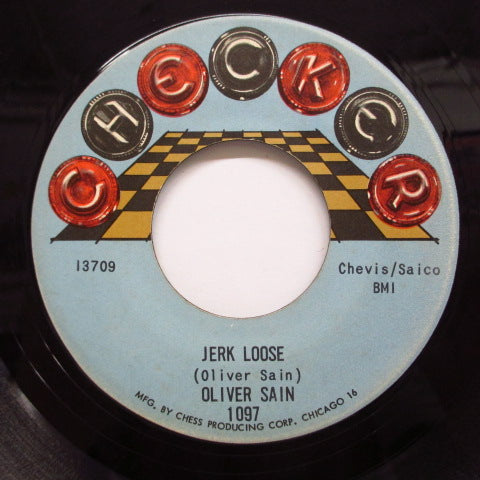 CHECKER
13709
Chevis/Saico
BMI
JERK LOOSE
(Oliver Sain)
OLIVER SAIN
1097
MFG. BY CHESS PRODUCING CORP. CHICAGO 16